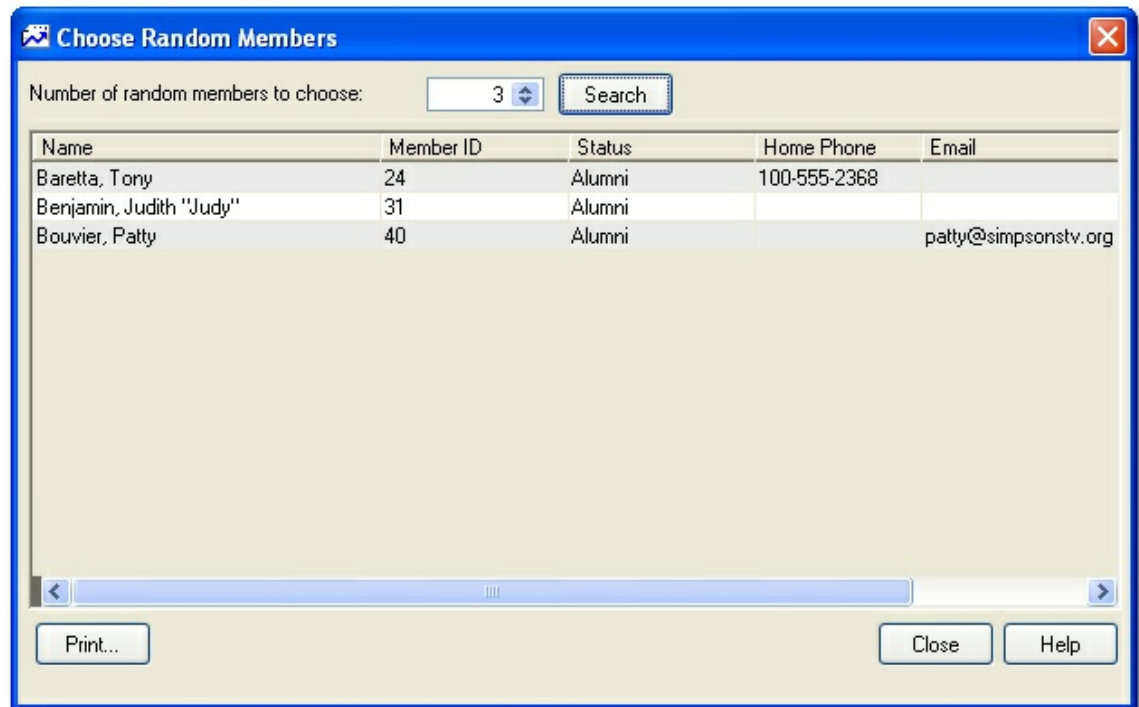 Choose Random Members
Number of random members to choose: 3 Search
Name Member ID Status Home Phone Email
Baretta, Tony 24 Alumni 100-555-2368
Benjamin, Judith "Judy" 31 Alumni
Bouvier, Patty 40 Alumni patty@simpsonstv.org
Print... Close Help